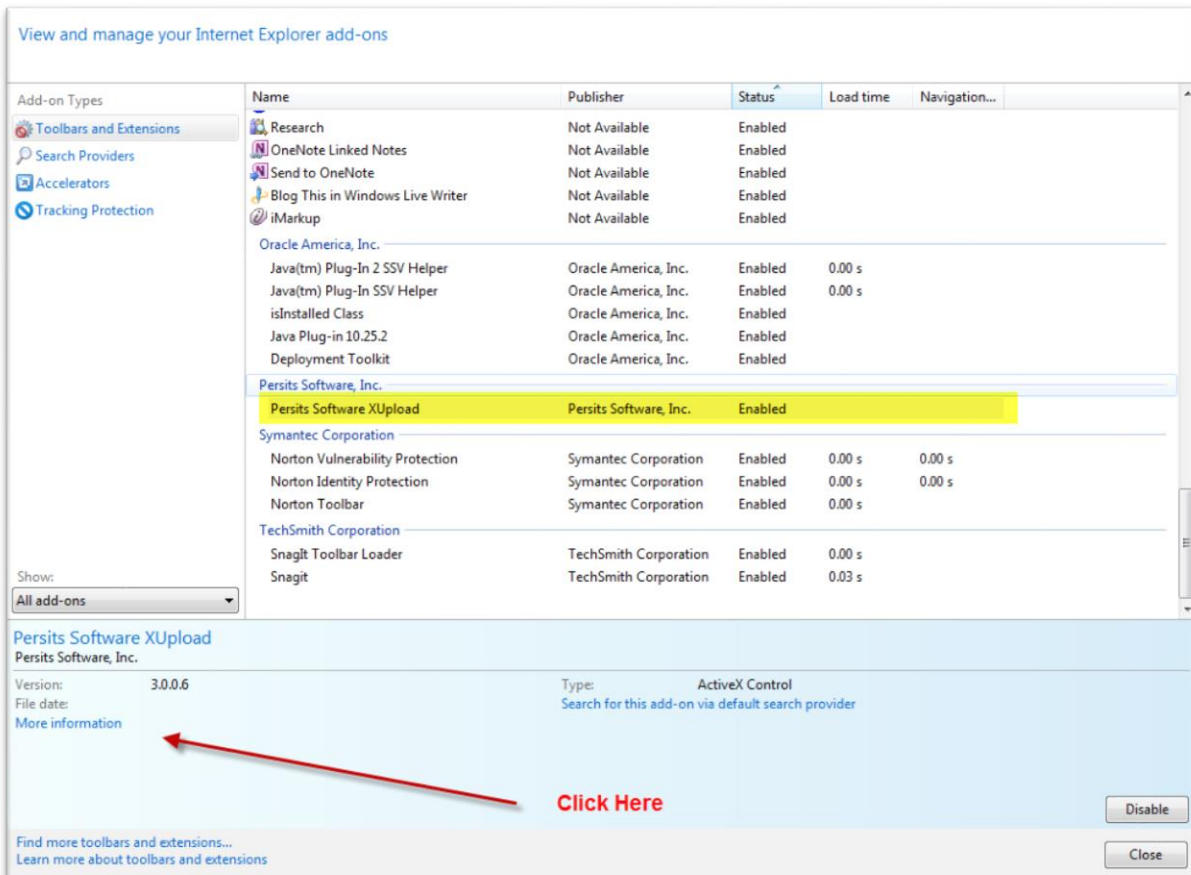 View and manage your Internet Explorer add-ons
Add-on Types
Toolbars and Extensions
Search Providers
Accelerators
Tracking Protection
Show:
All add-ons
Name Publisher Status Load time Navigation...
Research Not Available Enabled
OneNote Linked Notes Not Available Enabled
Send to OneNote Not Available Enabled
Blog This in Windows Live Writer Not Available Enabled
iMarkup Not Available Enabled
Oracle America, Inc.
Java(tm) Plug-In 2 SSV Helper Oracle America, Inc. Enabled 0.00 s
Java(tm) Plug-In SSV Helper Oracle America, Inc. Enabled 0.00 s
isInstalled Class Oracle America, Inc. Enabled
Java Plug-in 10.25.2 Oracle America, Inc. Enabled
Deployment Toolkit Oracle America, Inc. Enabled
Persits Software, Inc.
Persits Software XUpload Persits Software, Inc. Enabled
Symantec Corporation
Norton Vulnerability Protection Symantec Corporation Enabled 0.00 s 0.00 s
Norton Identity Protection Symantec Corporation Enabled 0.00 s 0.00 s
Norton Toolbar Symantec Corporation Enabled 0.00 s
TechSmith Corporation
SnagIt Toolbar Loader TechSmith Corporation Enabled 0.00 s
Snagit TechSmith Corporation Enabled 0.03 s
Persits Software XUpload
Persits Software, Inc.
Version: 3.0.0.6 Type: ActiveX Control
File date: Search for this add-on via default search provider
More information
Click Here
Disable
Find more toolbars and extensions...
Learn more about toolbars and extensions
Close